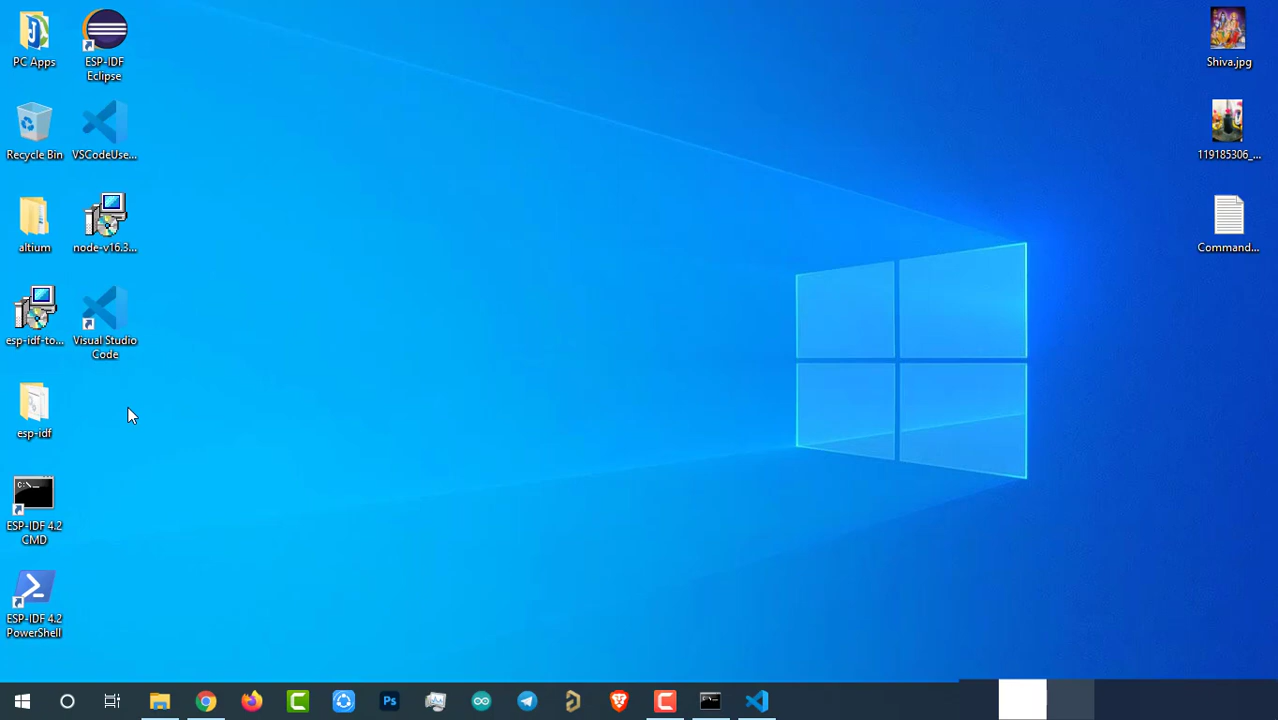 PC Apps
ESP-IDF
Eclipse
Recycle Bin
VSCodeUse...
altium
node-v16.3...
esp-idf-to...
Visual Studio
Code
esp-idf
C:\_
ESP-IDF 4.2
CMD
ESP-IDF 4.2
PowerShell
Shiva.jpg
119185306_...
Command...
Ps